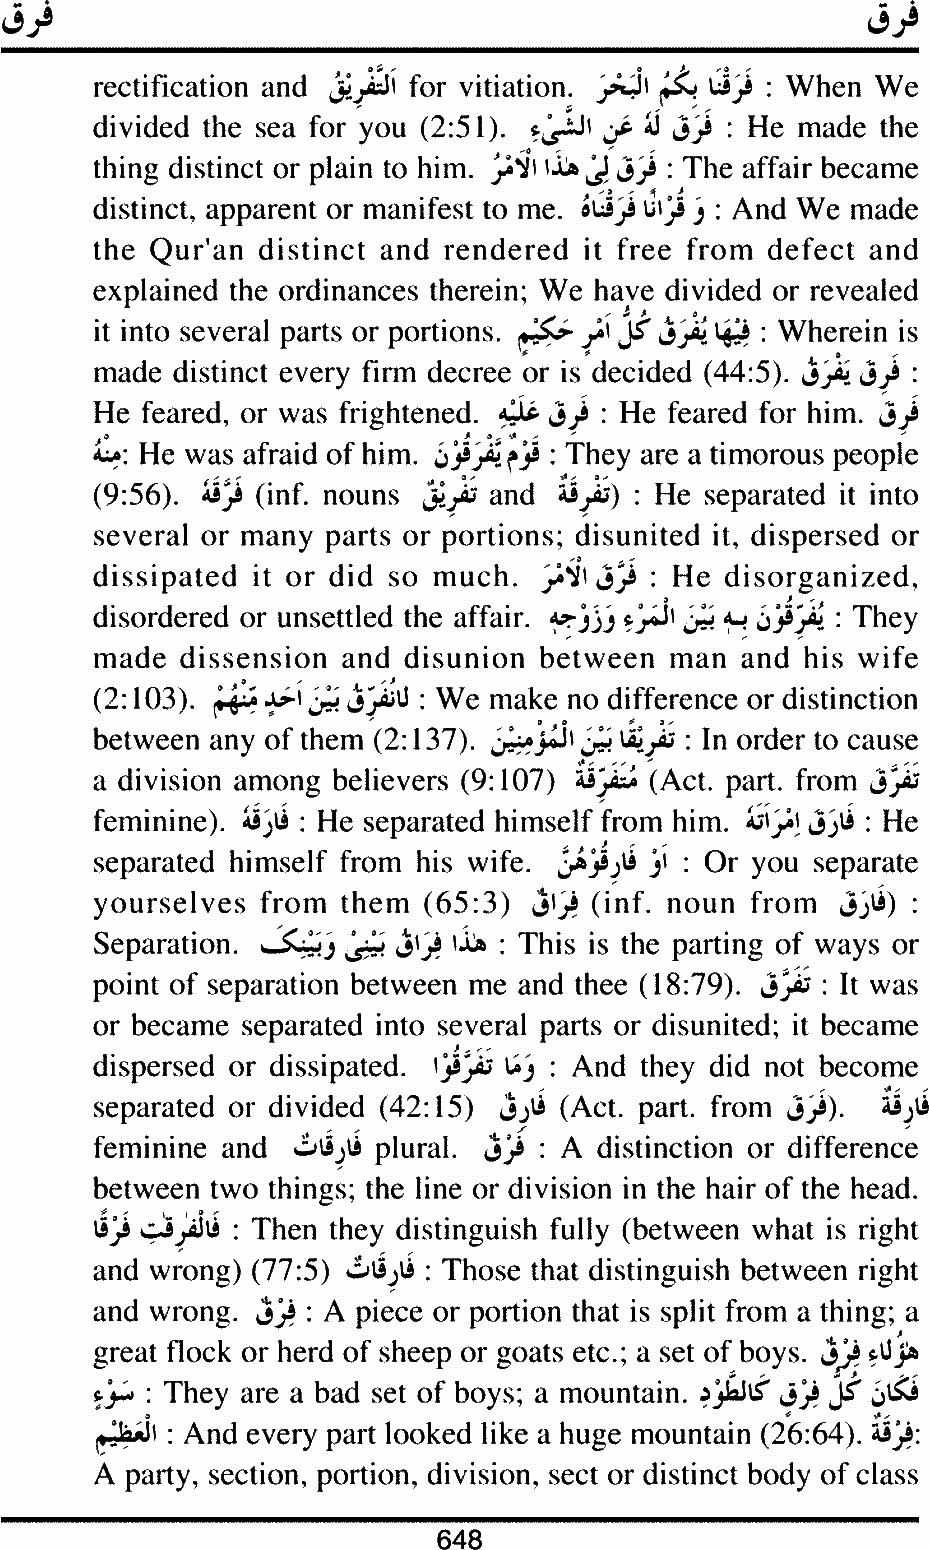 فرق فرق
rectification and اَلتَّفْرِيْقُ for vitiation. فَرَقْنَا بِكُمُ الْبَحْرَ : When We
divided the sea for you (2:51). فَرَقَ لَهُ عَنِ الشَّيْءِ : He made the
thing distinct or plain to him. فَرَقَ لِىْ هٰذَا الْاَمْرُ : The affair became
distinct, apparent or manifest to me. وَ قُرْاٰنًا فَرَقْنَاهُ : And We made
the Qur'an distinct and rendered it free from defect and
explained the ordinances therein; We have divided or revealed
it into several parts or portions. فِيْهَا يُفْرَقُ كُلُّ اَمْرٍ حَكِيْمٍ : Wherein is
made distinct every firm decree or is decided (44:5). فَرِقَ يَفْرَقُ :
He feared, or was frightened. فَرِقَ عَلَيْهِ : He feared for him. فَرِقَ
مِنْهُ: He was afraid of him. قَوْمٌ يَفْرَقُوْنَ : They are a timorous people
(9:56). فَرَّقَهُ (inf. nouns تَفْرِيْقٌ and تَفْرِقَةٌ) : He separated it into
several or many parts or portions; disunited it, dispersed or
dissipated it or did so much. فَرَّقَ الْاَمْرَ : He disorganized,
disordered or unsettled the affair. يُفَرِّقُوْنَ بِهِ بَيْنَ الْمَرْءِ وَزَوْجِهِ : They
made dissension and disunion between man and his wife
(2:103). لَانُفَرِّقُ بَيْنَ اَحَدٍ مِّنْهُمْ : We make no difference or distinction
between any of them (2:137). تَفْرِيْقًا بَيْنَ الْمُؤْمِنِيْنَ : In order to cause
a division among believers (9:107) مُتَفَرِّقَةٌ (Act. part. from تَفَرَّقَ
feminine). فَارَقَهُ : He separated himself from him. فَارَقَ اِمْرَاَتَهُ : He
separated himself from his wife. اَوْ فَارِقُوْهُنَّ : Or you separate
yourselves from them (65:3) فِرَاقٌ (inf. noun from فَارَقَ) :
Separation. هٰذَا فِرَاقُ بَيْنِىْ وَبَيْنِكَ : This is the parting of ways or
point of separation between me and thee (18:79). تَفَرَّقَ : It was
or became separated into several parts or disunited; it became
dispersed or dissipated. وَمَا تَفَرَّقُوْا : And they did not become
separated or divided (42:15) فَارِقٌ (Act. part. from فَرَقَ). فَارِقَةٌ
feminine and فَارِقَاتٌ plural. فَرْقٌ : A distinction or difference
between two things; the line or division in the hair of the head.
فَالْفٰرِقٰتِ فَرْقًا : Then they distinguish fully (between what is right
and wrong) (77:5) فَارِقَاتٌ : Those that distinguish between right
and wrong. فِرْقٌ : A piece or portion that is split from a thing; a
great flock or herd of sheep or goats etc.; a set of boys. هٰؤُلَاءِ فِرْقٌ
سَوْءٍ : They are a bad set of boys; a mountain. فَكَانَ كُلُّ فِرْقٍ كَالطَّوْدِ
الْعَظِيْمِ : And every part looked like a huge mountain (26:64). فِرْقَةٌ:
A party, section, portion, division, sect or distinct body of class
648